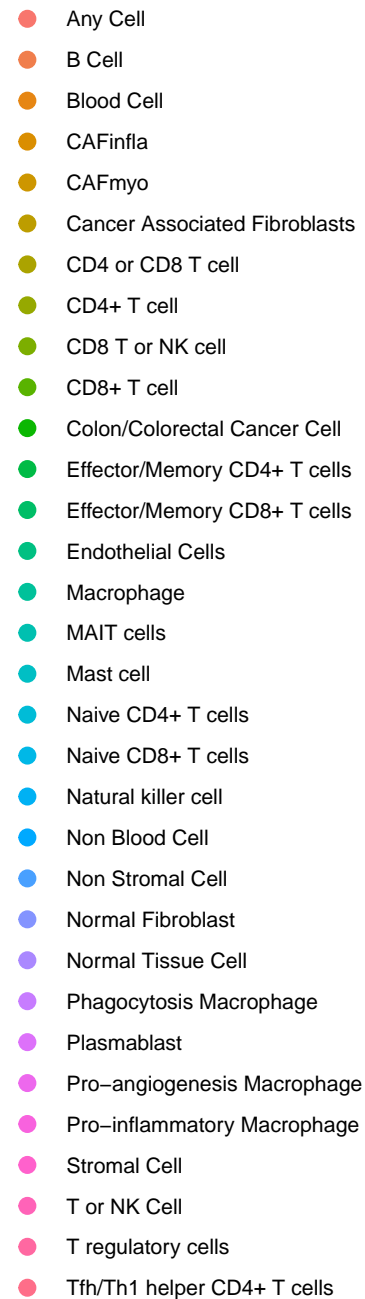 Any Cell
B Cell
Blood Cell
CAFinfla
CAFmyo
Cancer Associated Fibroblasts
CD4 or CD8 T cell
CD4+ T cell
CD8 T or NK cell
CD8+ T cell
Colon/Colorectal Cancer Cell
Effector/Memory CD4+ T cells
Effector/Memory CD8+ T cells
Endothelial Cells
Macrophage
MAIT cells
Mast cell
Naive CD4+ T cells
Naive CD8+ T cells
Natural killer cell
Non Blood Cell
Non Stromal Cell
Normal Fibroblast
Normal Tissue Cell
Phagocytosis Macrophage
Plasmablast
Pro−angiogenesis Macrophage
Pro−inflammatory Macrophage
Stromal Cell
T or NK Cell
T regulatory cells
Tfh/Th1 helper CD4+ T cells